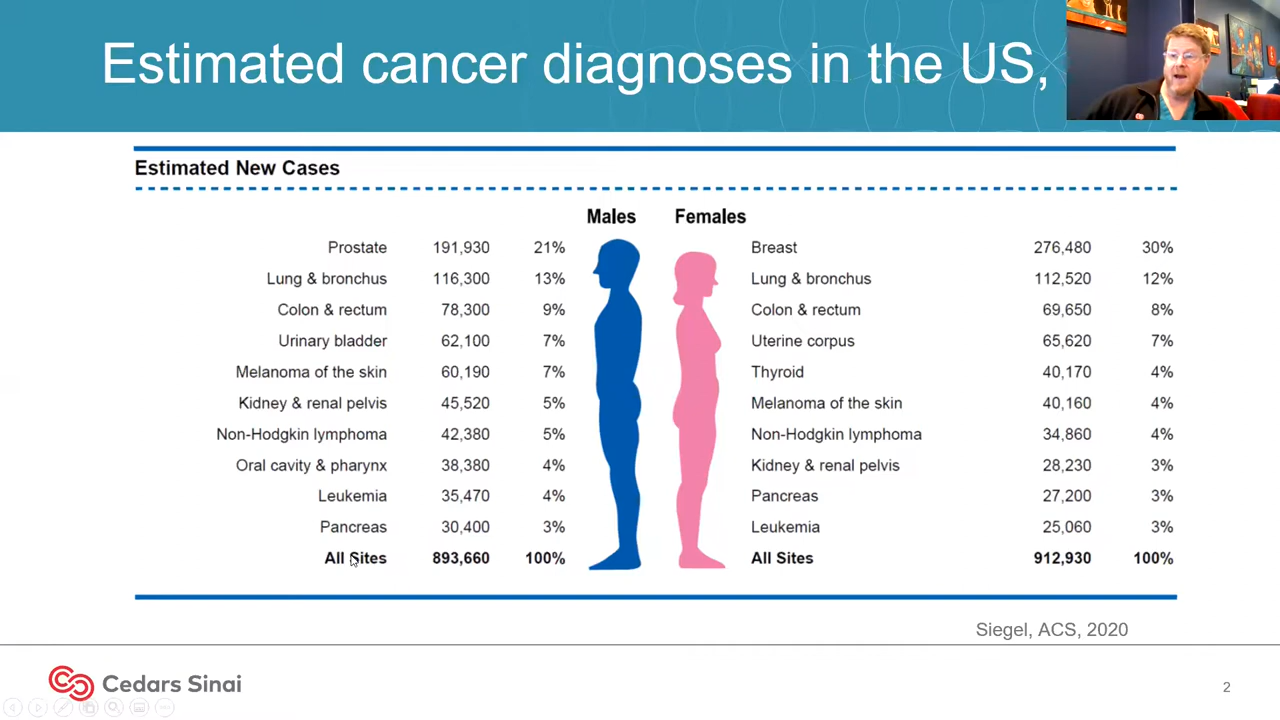 Estimated cancer diagnoses in the US,
Estimated New Cases
Males Females
Prostate 191,930 21% Breast 276,480 30%
Lung & bronchus 116,300 13% Lung & bronchus 112,520 12%
Colon & rectum 78,300 9% Colon & rectum 69,650 8%
Urinary bladder 62,100 7% Uterine corpus 65,620 7%
Melanoma of the skin 60,190 7% Thyroid 40,170 4%
Kidney & renal pelvis 45,520 5% Melanoma of the skin 40,160 4%
Non-Hodgkin lymphoma 42,380 5% Non-Hodgkin lymphoma 34,860 4%
Oral cavity & pharynx 38,380 4% Kidney & renal pelvis 28,230 3%
Leukemia 35,470 4% Pancreas 27,200 3%
Pancreas 30,400 3% Leukemia 25,060 3%
All Sites 893,660 100% All Sites 912,930 100%
Siegel, ACS, 2020
Cedars Sinai
2